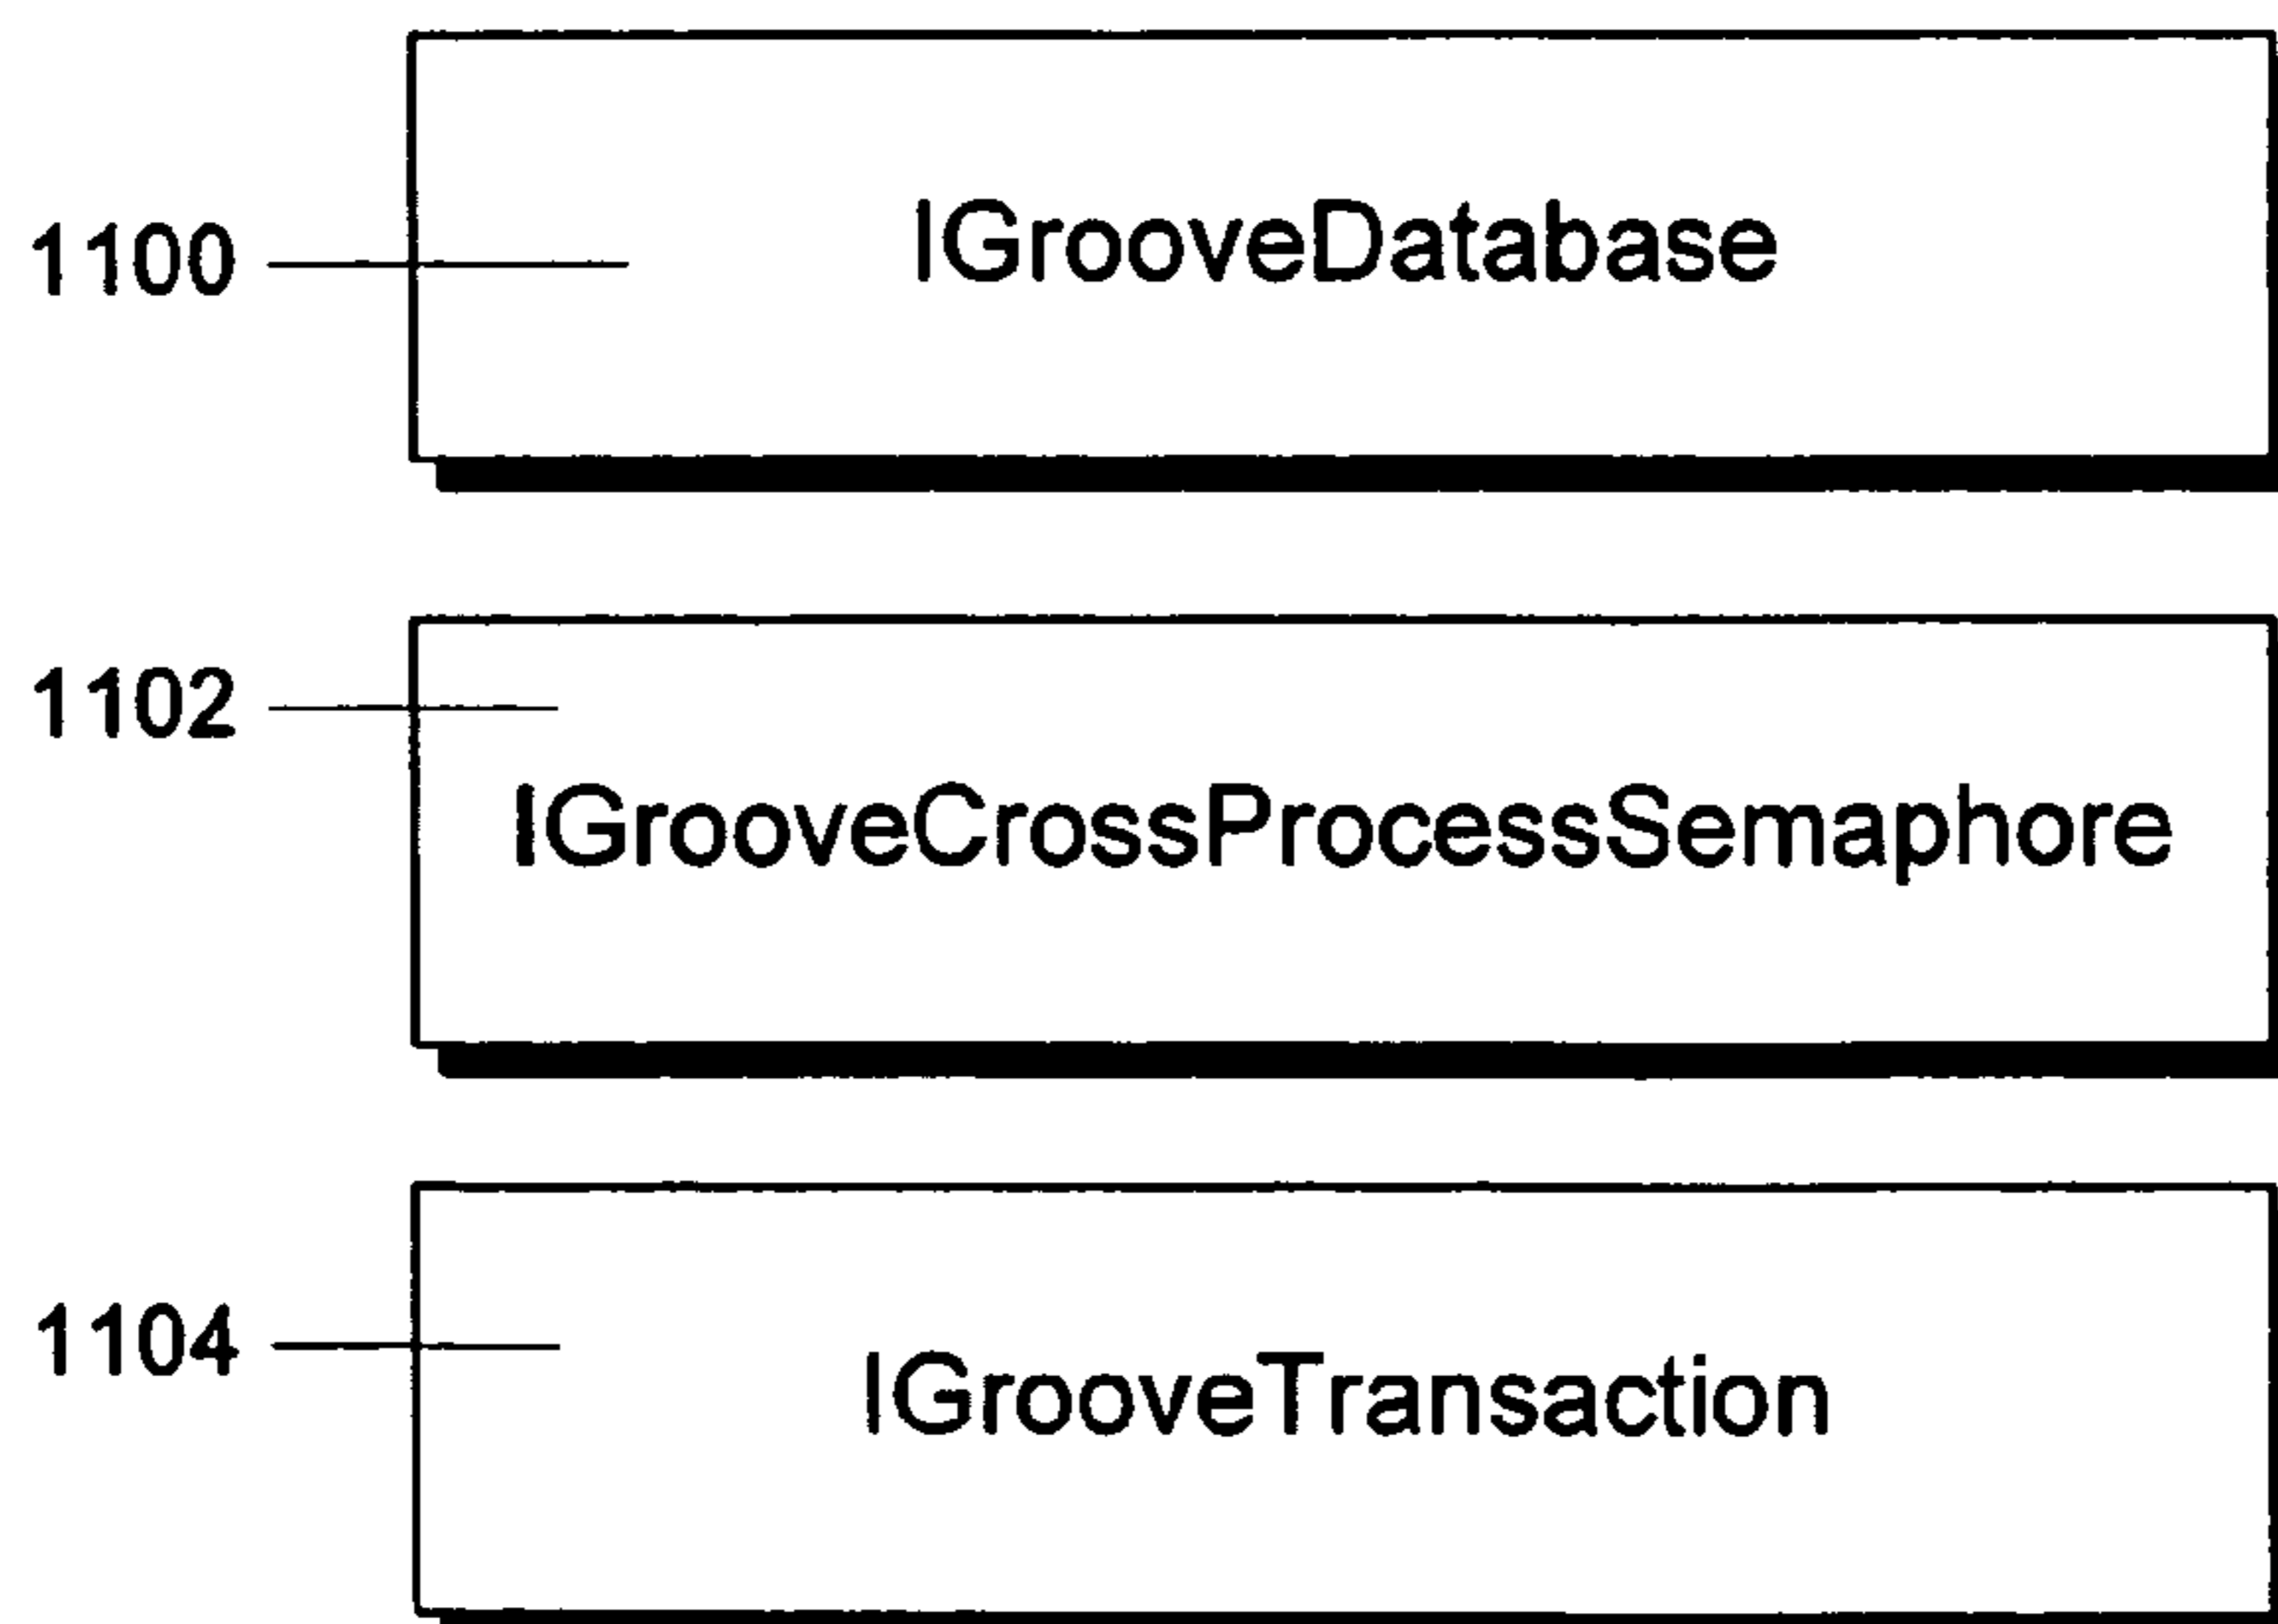 1100
IGrooveDatabase
1102
IGrooveCrossProcessSemaphore
1104
IGrooveTransaction